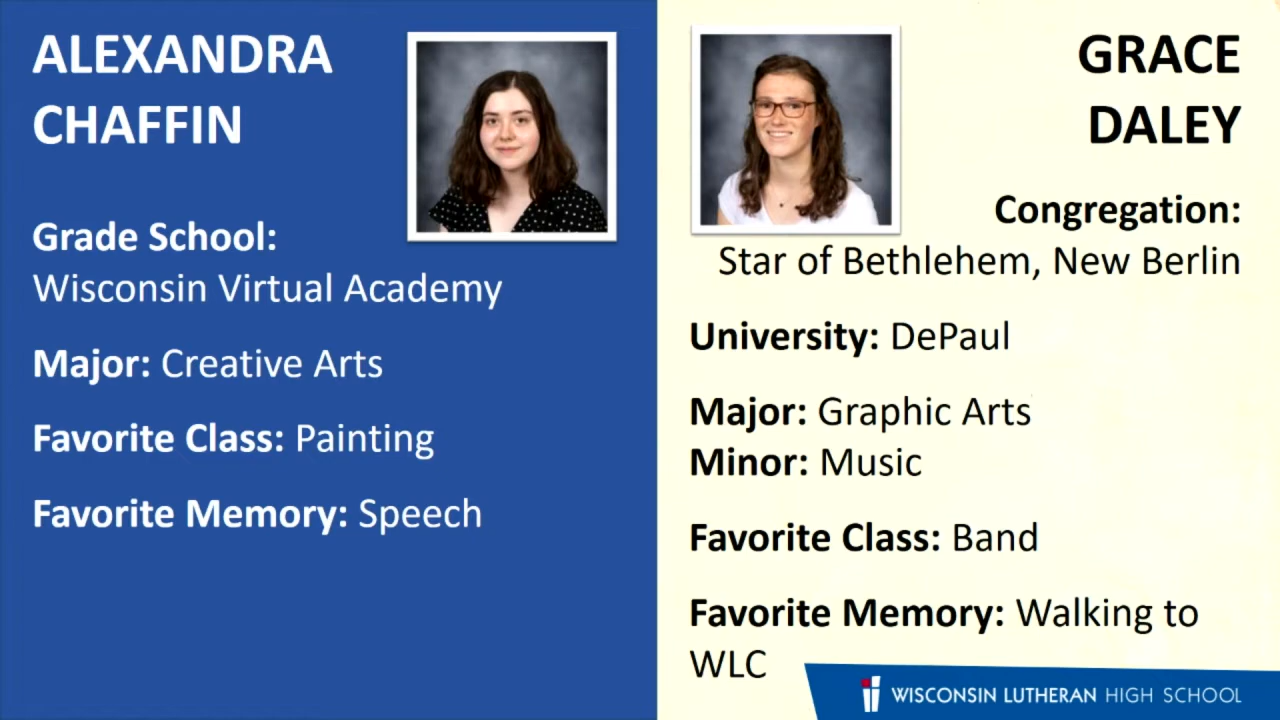 ALEXANDRA
CHAFFIN
Grade School:
Wisconsin Virtual Academy
Major: Creative Arts
Favorite Class: Painting
Favorite Memory: Speech
GRACE
DALEY
Congregation:
Star of Bethlehem, New Berlin
University: DePaul
Major: Graphic Arts
Minor: Music
Favorite Class: Band
Favorite Memory: Walking to
WLC
WISCONSIN LUTHERAN HIGH SCHOOL